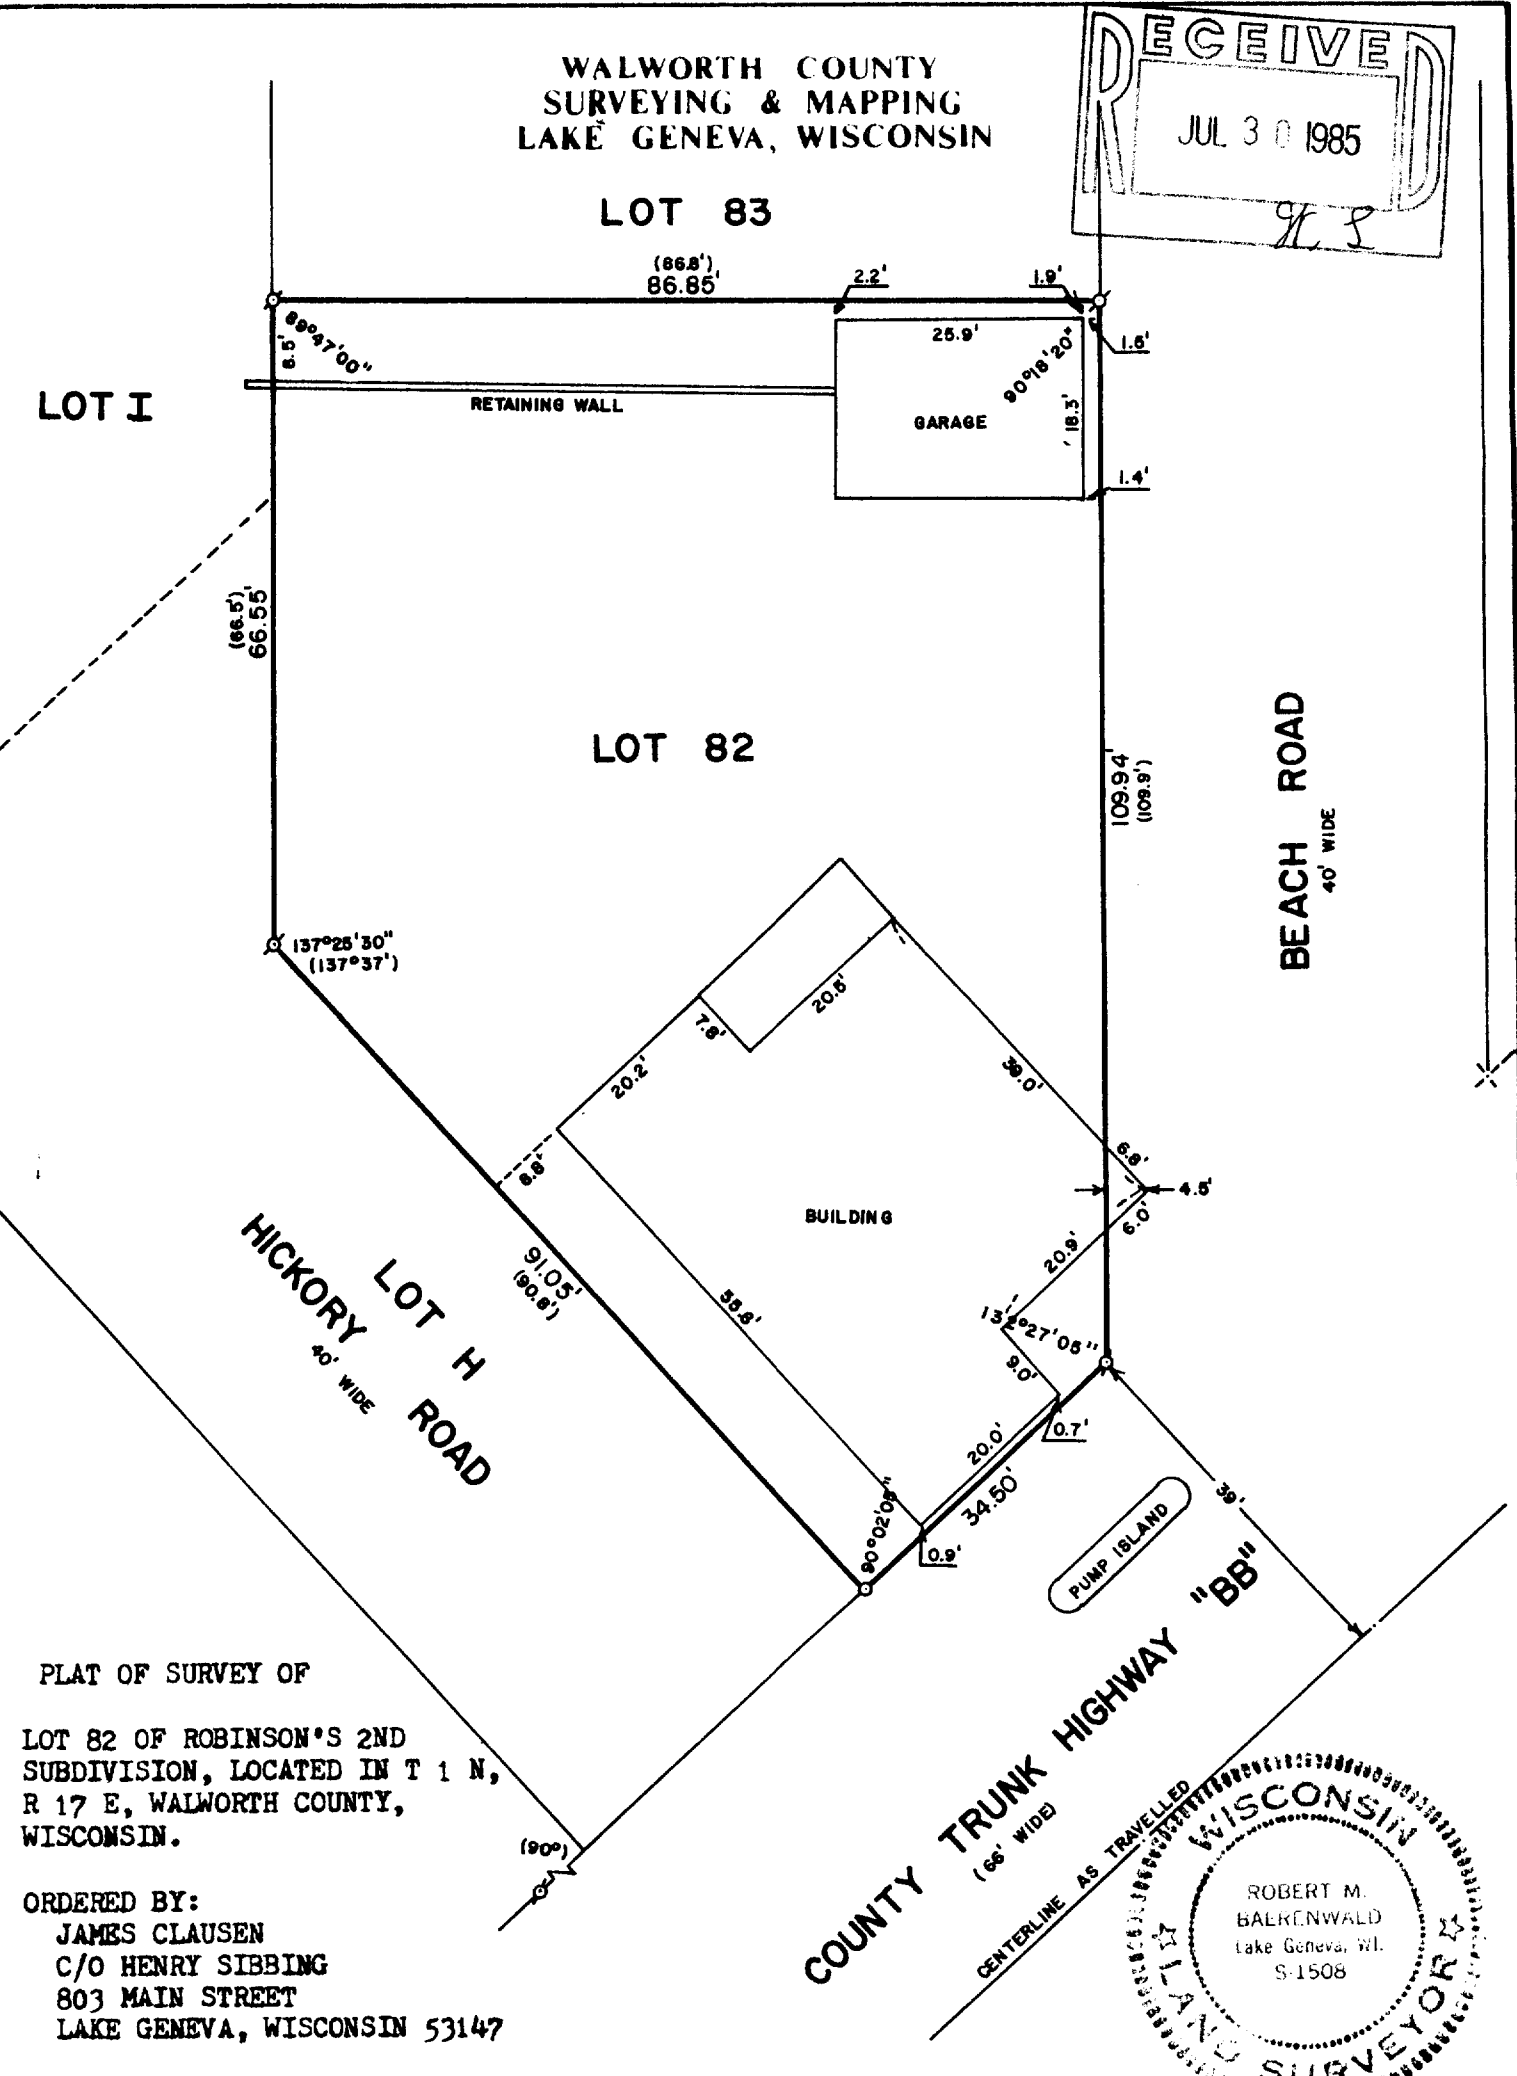 WALWORTH COUNTY
SURVEYING & MAPPING
LAKE GENEVA, WISCONSIN
RECEIVED
JUL 30 1985
LOT 83
(86.8')
86.85'
2.2'
1.9'
89°47'00"
8.5'
25.9'
1.5'
90°18'20"
18.3'
LOT I
RETAINING WALL
GARAGE
1.4'
(66.5')
66.55'
LOT 82
109.94'
(109.9')
BEACH ROAD
40' WIDE
137°25'30"
(137°37')
20.5'
7.8'
20.2'
39.0'
8.8'
6.8'
4.5'
6.0'
BUILDING
20.9'
HICKORY ROAD
40' WIDE
LOT H
91.05'
(90.8')
55.8'
132°27'05"
9.0'
0.7'
20.0'
34.50'
90°02'05"
0.9'
39'
PUMP ISLAND
COUNTY TRUNK HIGHWAY "BB"
(66' WIDE)
CENTERLINE AS TRAVELLED
(90°)
PLAT OF SURVEY OF
LOT 82 OF ROBINSON'S 2ND
SUBDIVISION, LOCATED IN T 1 N,
R 17 E, WALWORTH COUNTY,
WISCONSIN.
ORDERED BY:
JAMES CLAUSEN
C/O HENRY SIBBING
803 MAIN STREET
LAKE GENEVA, WISCONSIN 53147
WISCONSIN
ROBERT M.
BAERENWALD
Lake Geneva, WI.
S-1508
LAND SURVEYOR